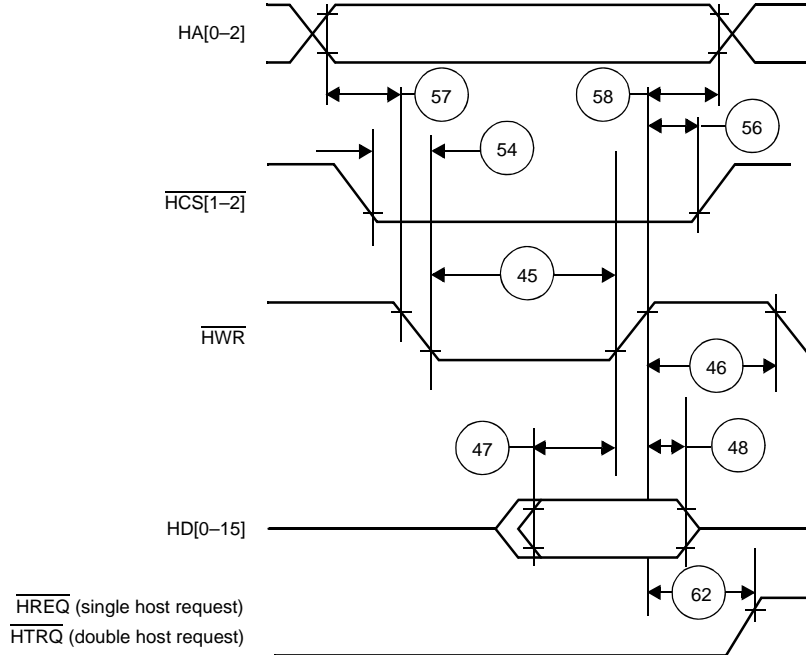 HA[0–2]
57
58
56
54
HCS[1–2]
45
HWR
46
47
48
HD[0–15]
62
HREQ (single host request)
HTRQ (double host request)